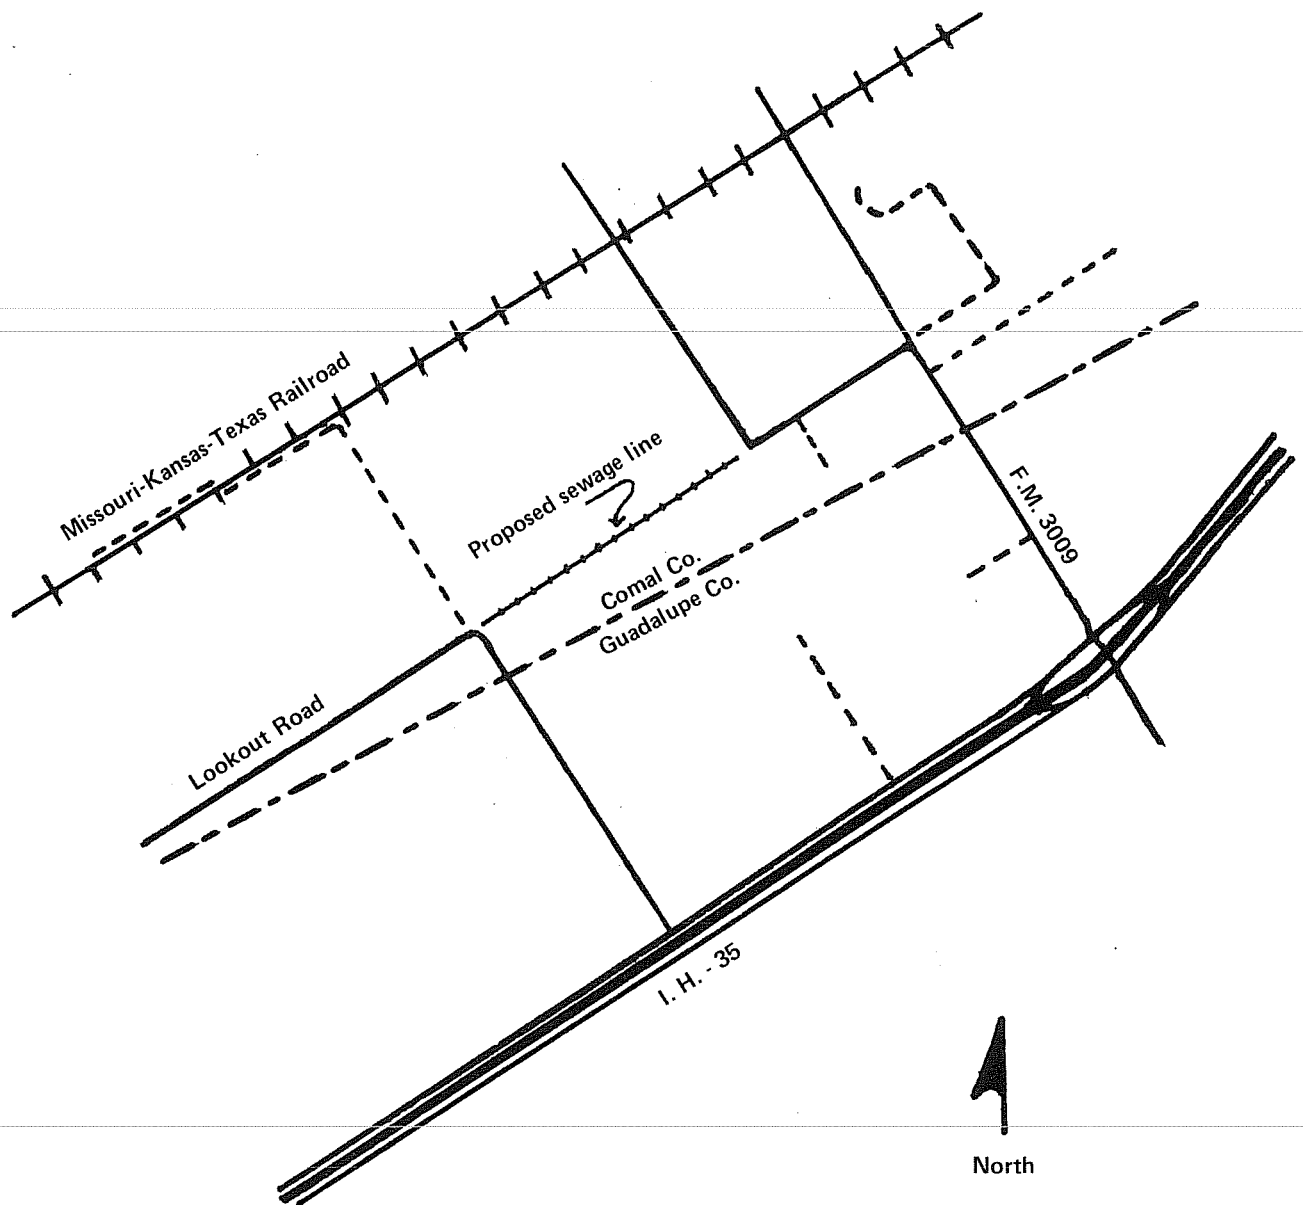 Missouri-Kansas-Texas Railroad
Proposed sewage line
F.M. 3009
Comal Co.
Guadalupe Co.
Lookout Road
I. H. - 35
North